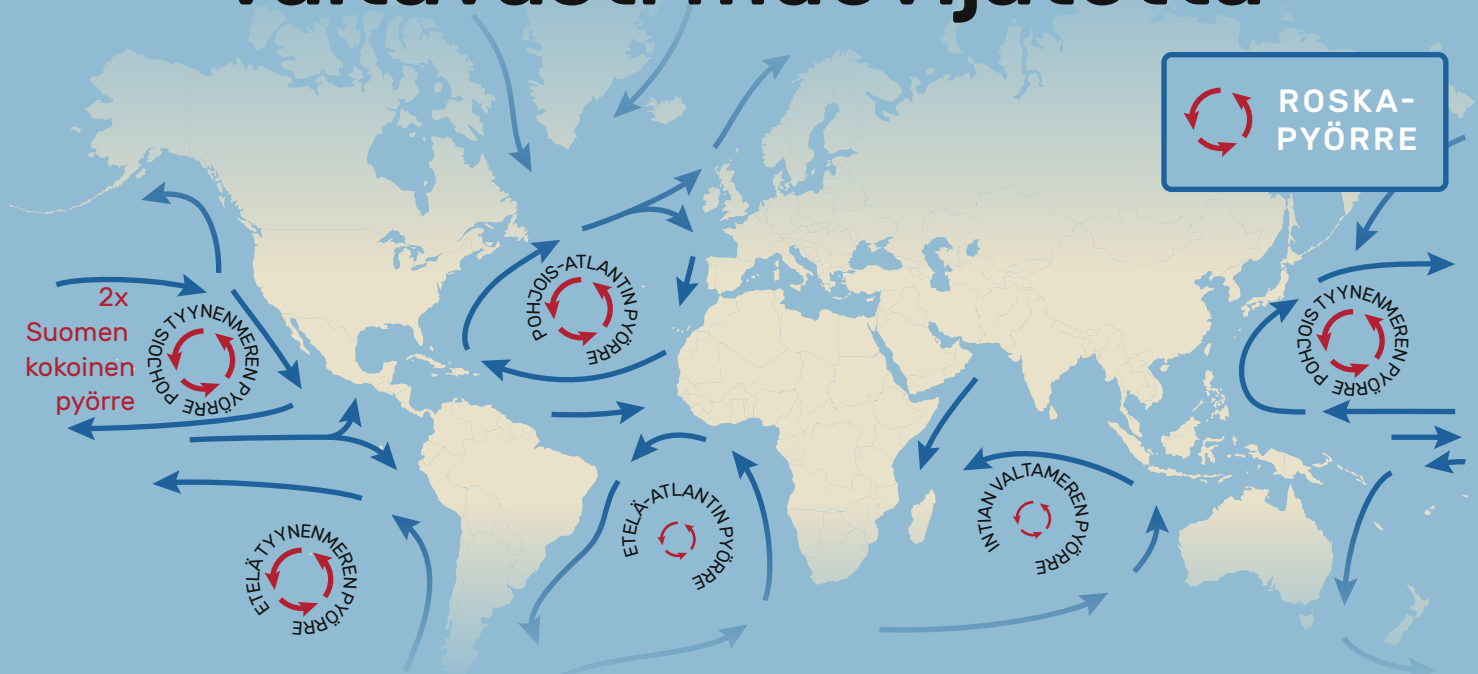 ROSKA-
PYÖRRE
POHJOIS-ATLANTIN PYÖRRE
2x
Suomen
kokoinen
pyörre
POHJOIS TYYNENMEREN PYÖRRE
POHJOIS TYYNENMEREN PYÖRRE
ETELÄ-ATLANTIN PYÖRRE
INTIAN VALTAMEREN PYÖRRE
ETELÄ TYYNENMEREN PYÖRRE